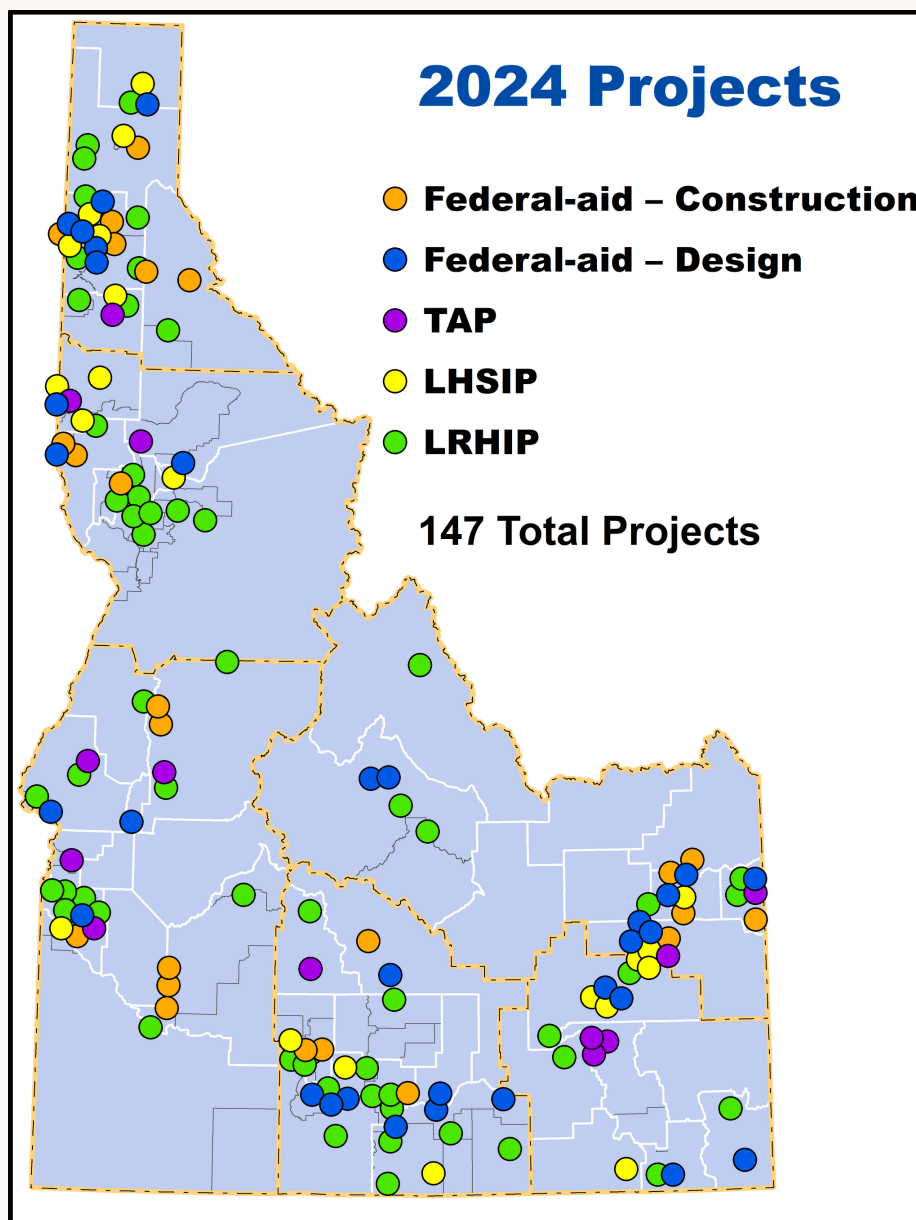 2024 Projects
Federal-aid – Construction
Federal-aid – Design
TAP
LHSIP
LRHIP
147 Total Projects